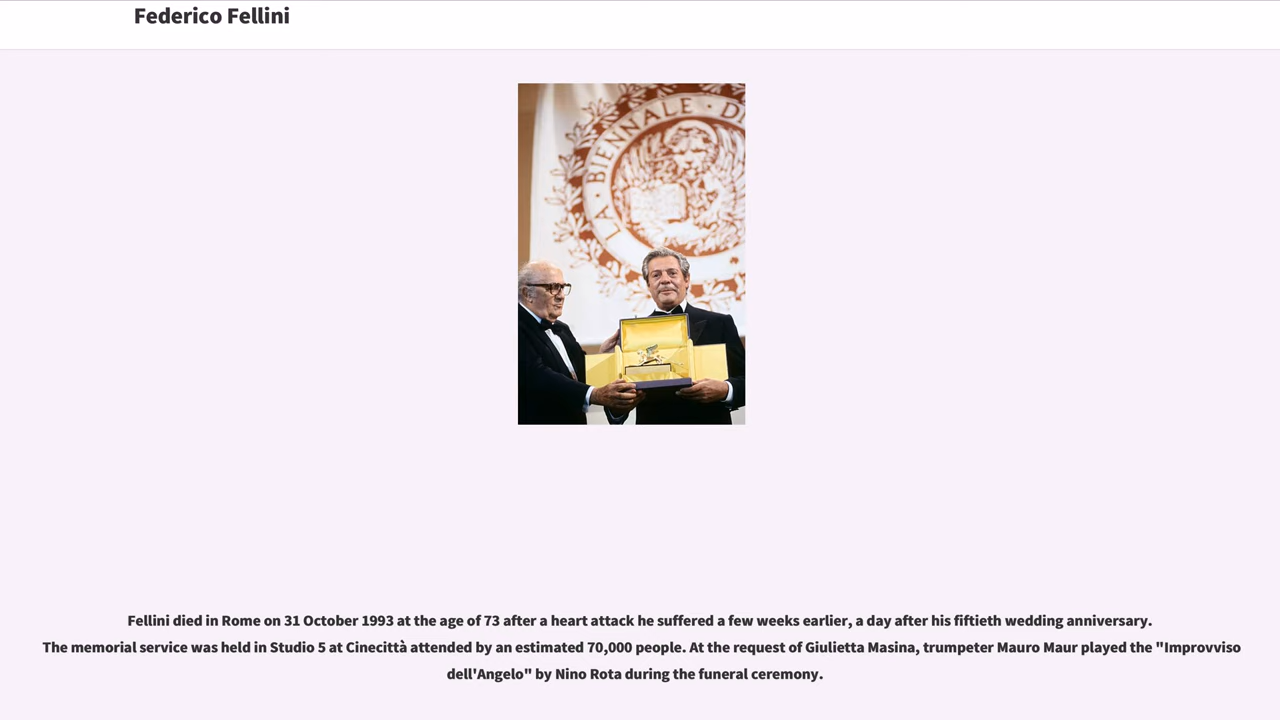 Federico Fellini
LA · BIENNALE · DI
Fellini died in Rome on 31 October 1993 at the age of 73 after a heart attack he suffered a few weeks earlier, a day after his fiftieth wedding anniversary.
The memorial service was held in Studio 5 at Cinecittà attended by an estimated 70,000 people. At the request of Giulietta Masina, trumpeter Mauro Maur played the "Improvviso
dell'Angelo" by Nino Rota during the funeral ceremony.